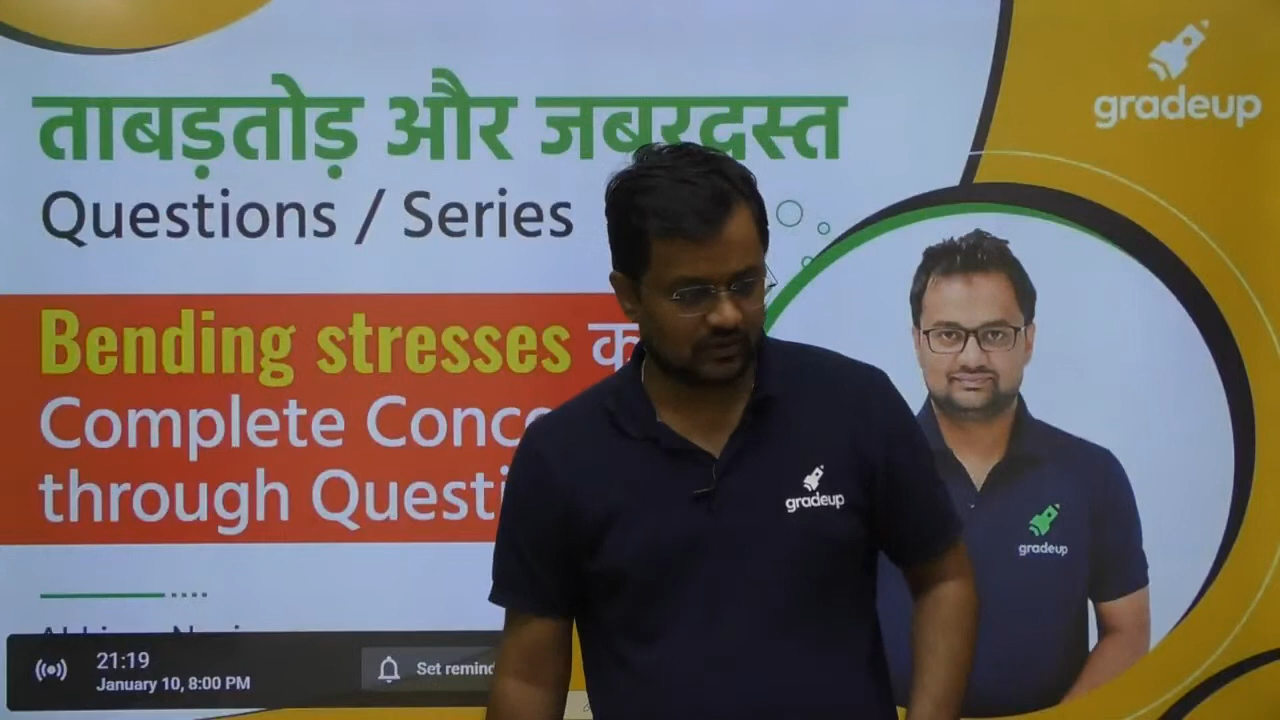 ताबड़तोड़ और जबरदस्त
gradeup
Questions / Series
Bending stresses
Complete
through
gradeup
gradeup
21:19
January 10, 8:00 PM
Set